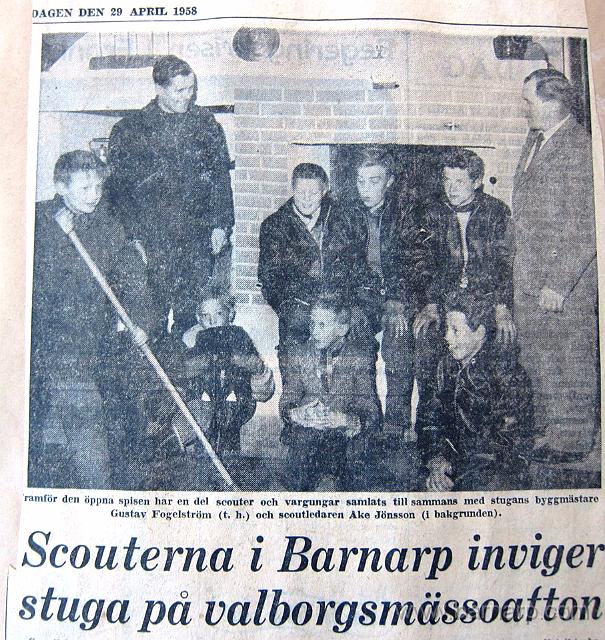 DAGEN DEN 29 APRIL 1958
ramför den öppna spisen har en del scouter och vargungar samlats till sammans med stugans byggmästare
Gustav Fogelström (t. h.) och scoutledaren Åke Jönsson (i bakgrunden).
Scouterna i Barnarp inviger
stuga på valborgsmässoafton